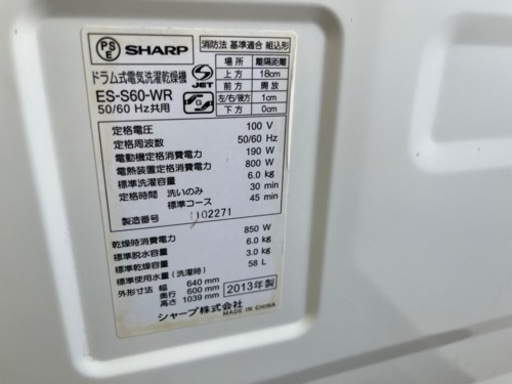 PS E SHARP
ドラム式電気洗濯乾燥機
ES-S60-WR
50/60 Hz共用
S JET
G
消防法 基準適合 組込形
場所 離隔距離
上方 18cm
前方 開放
左/右/後方 1cm
下方 0cm
定格電圧 100 V
定格周波数 50/60 Hz
電動機定格消費電力 190 W
電熱装置定格消費電力 800 W
標準洗濯容量 6.0 kg
定格時間 洗いのみ 30 min
標準コース 45 min
製造番号 102271
乾燥時消費電力 850 W
標準脱水容量 6.0 kg
標準乾燥容量 3.0 kg
標準使用水量(洗濯時) 58 L
外形寸法 幅 640 mm
奥行 600 mm
高さ 1039 mm
2013年製
シャープ株式会社 MADE IN CHINA